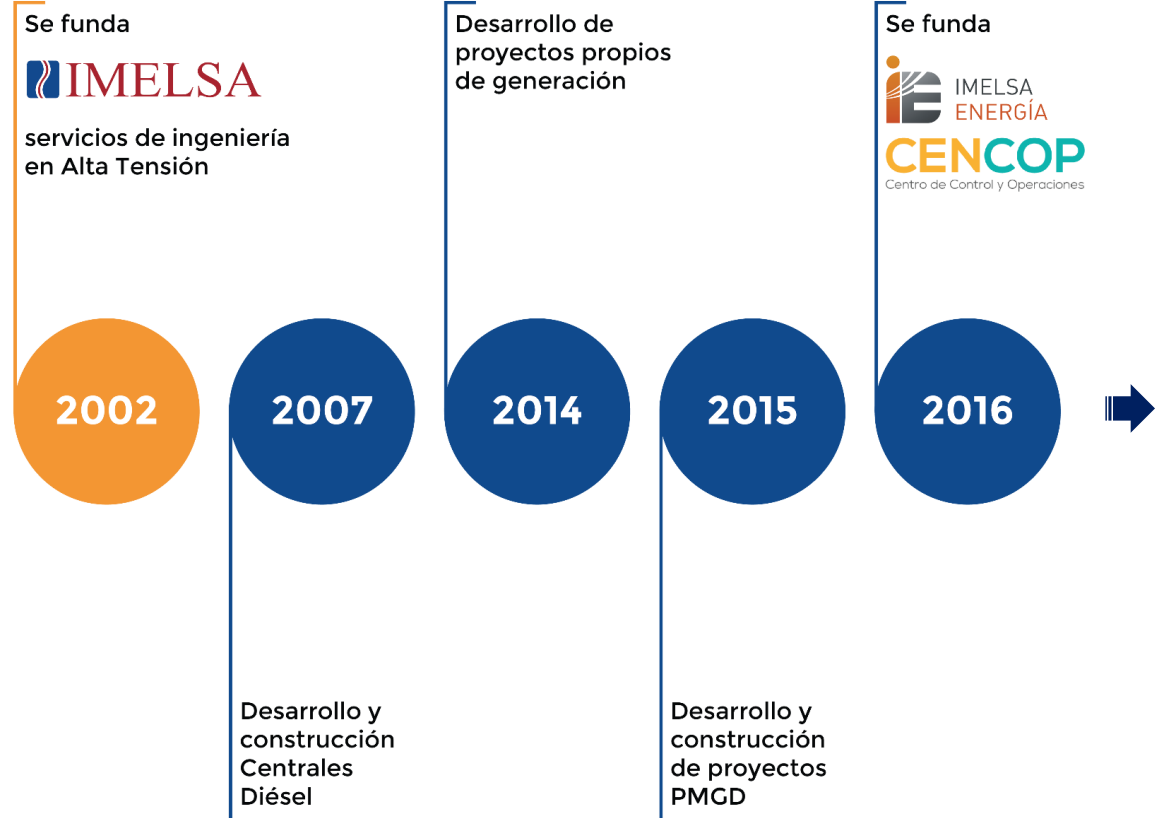 Se funda
IMELSA
servicios de ingeniería
en Alta Tensión
2002
2007
Desarrollo y
construcción
Centrales
Diésel
Desarrollo de
proyectos propios
de generación
2014
2015
Desarrollo y
construcción
de proyectos
PMGD
Se funda
iE IMELSA
ENERGÍA
CENCOP
Centro de Control y Operaciones
2016